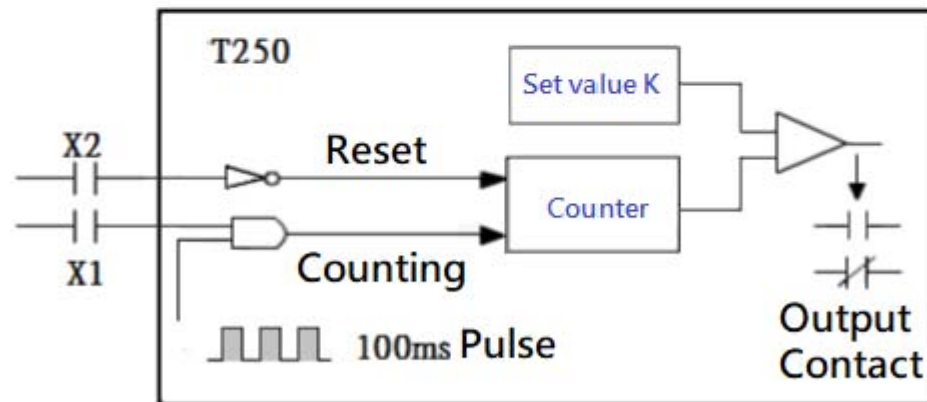 T250
Set value K
X2
Reset
Counter
X1
Counting
100ms Pulse
Output
Contact